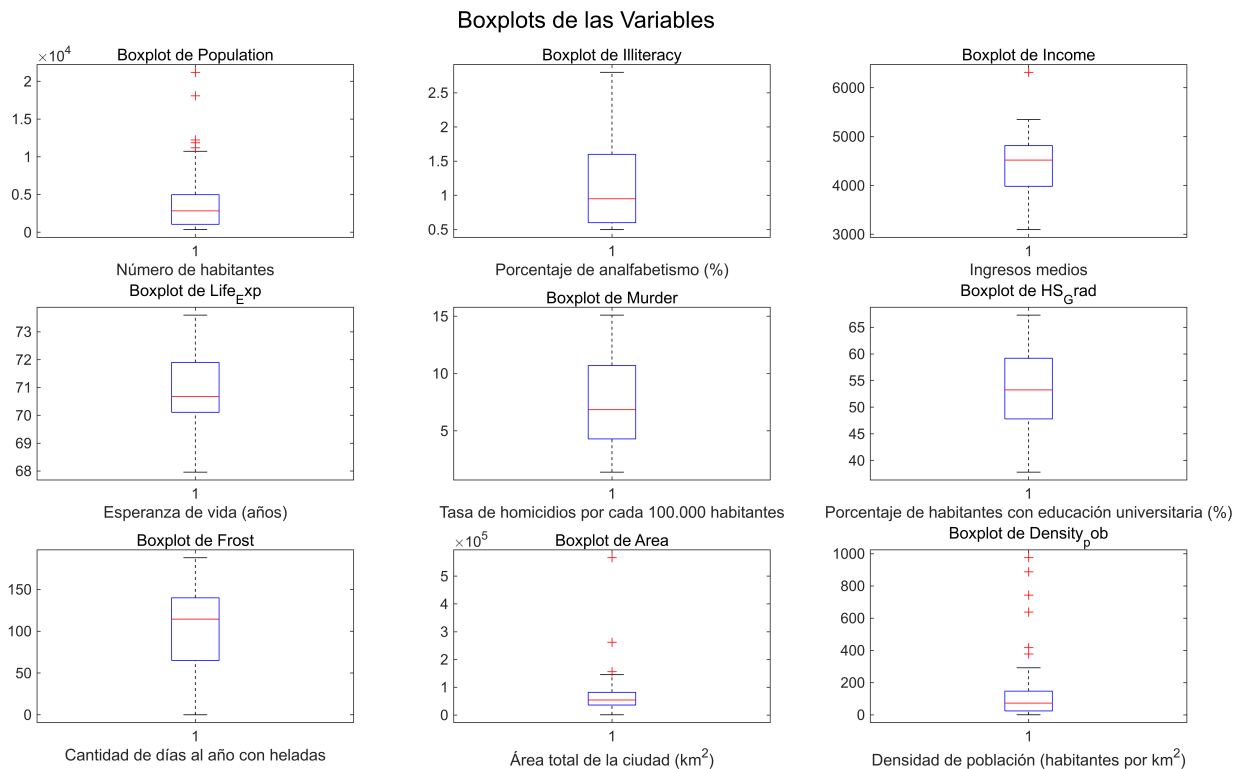 Boxplots de las Variables
Boxplot de Population
×10^4
2
1.5
1
0.5
0
1
Número de habitantes
Boxplot de Illiteracy
2.5
2
1.5
1
0.5
1
Porcentaje de analfabetismo (%)
Boxplot de Income
6000
5000
4000
3000
1
Ingresos medios
Boxplot de Life_Exp
73
72
71
70
69
68
1
Esperanza de vida (años)
Boxplot de Murder
15
10
5
1
Tasa de homicidios por cada 100.000 habitantes
Boxplot de HS_Grad
65
60
55
50
45
40
1
Porcentaje de habitantes con educación universitaria (%)
Boxplot de Frost
150
100
50
0
1
Cantidad de días al año con heladas
Boxplot de Area
×10^5
5
4
3
2
1
0
1
Área total de la ciudad (km²)
Boxplot de Density_pob
1000
800
600
400
200
0
1
Densidad de población (habitantes por km²)